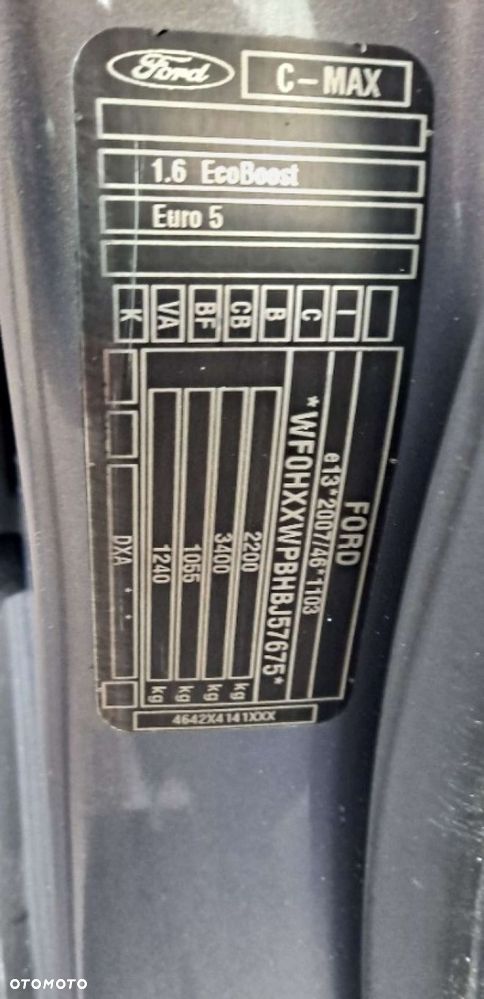 Ford
C-MAX
1.6 EcoBoost
Euro 5
K VA BF CB B C I
FORD
e13*2007/46*1103
*WF0HXXWPBHBJ57675*
2200 kg
3400 kg
1055 kg
1240 kg
DXA . .
4642X4141XXX
OTOMOTO